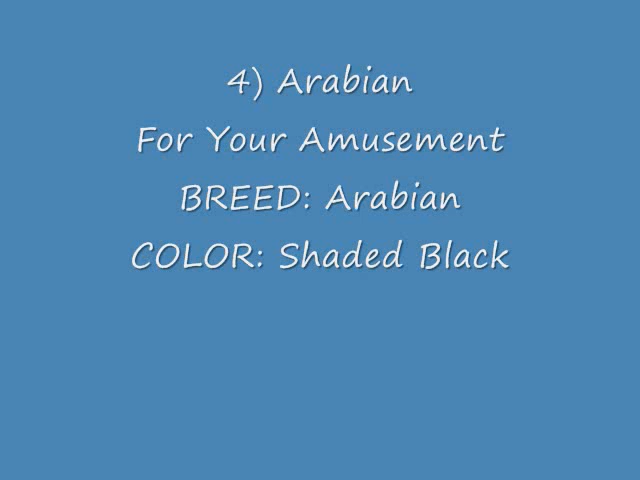 4) Arabian
For Your Amusement
BREED: Arabian
COLOR: Shaded Black